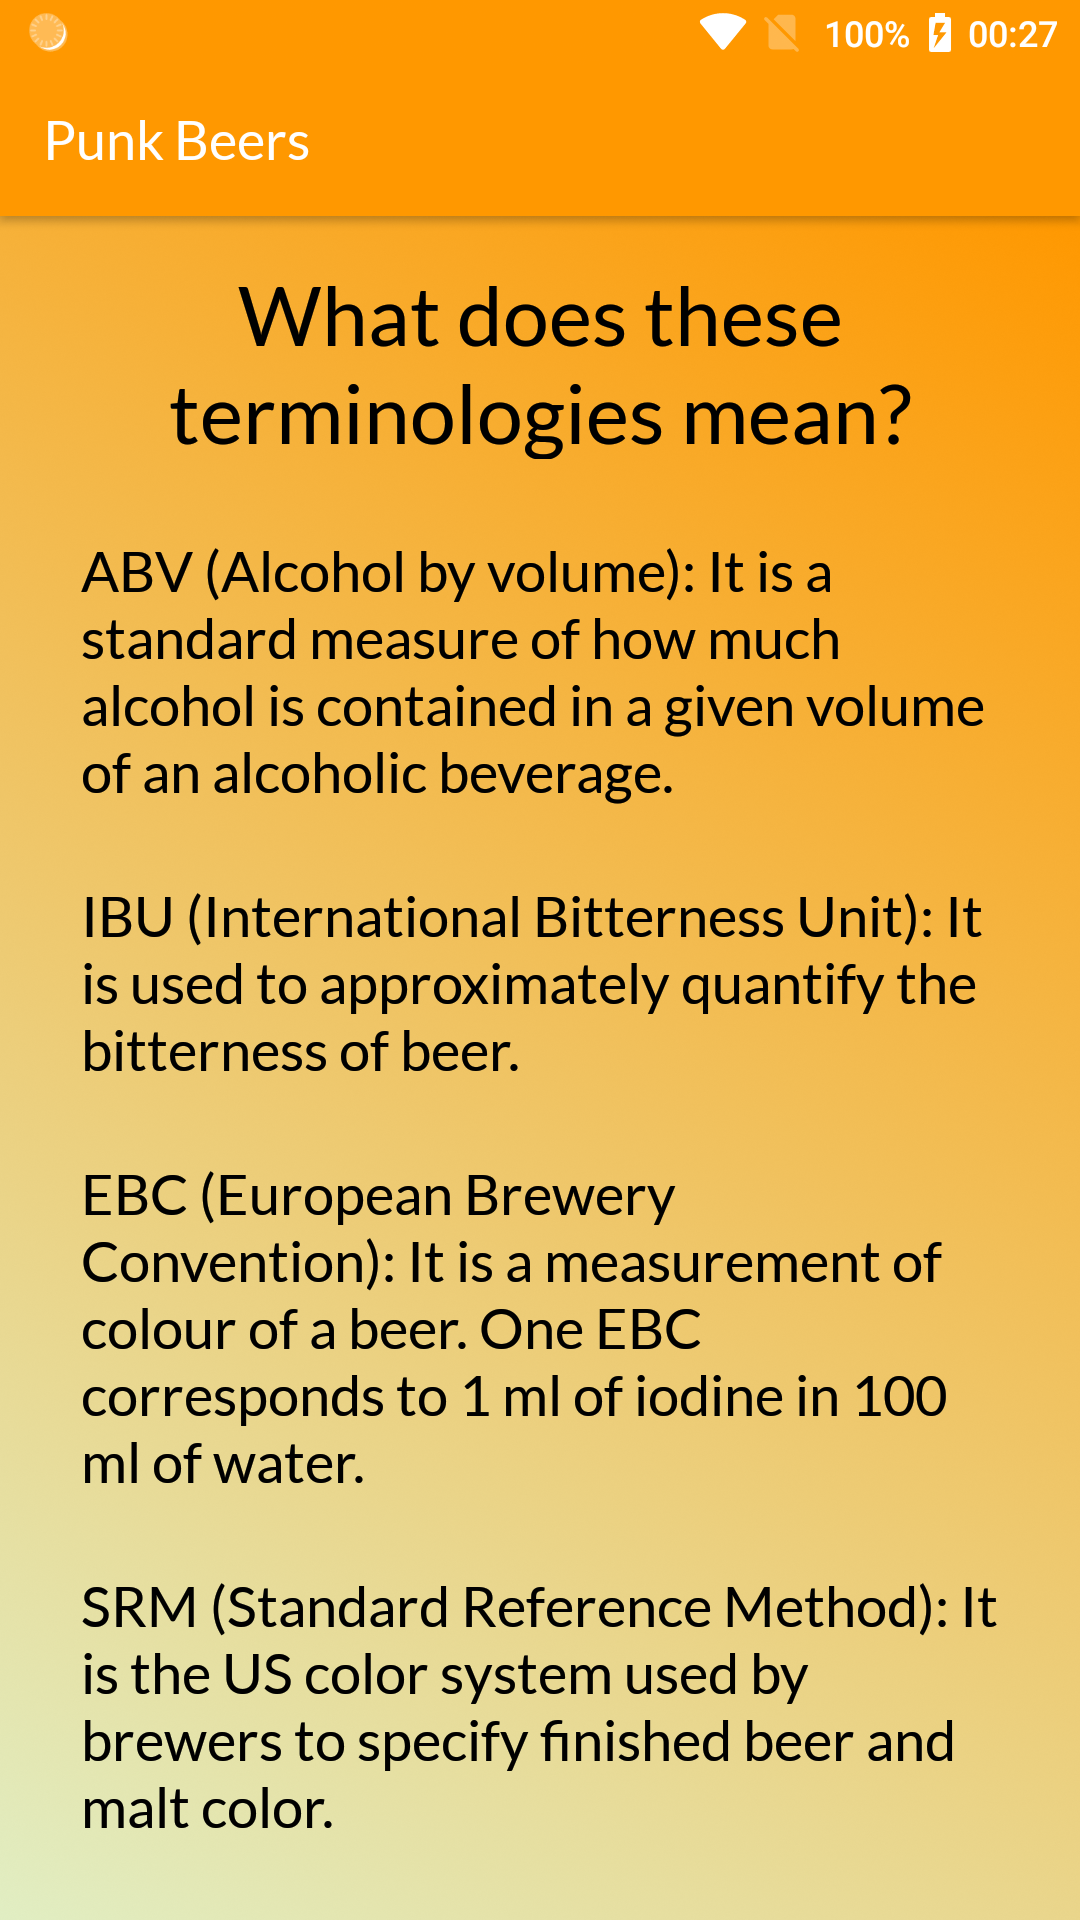 100% 00:27
Punk Beers
What does these
terminologies mean?
ABV (Alcohol by volume): It is a
standard measure of how much
alcohol is contained in a given volume
of an alcoholic beverage.
IBU (International Bitterness Unit): It
is used to approximately quantify the
bitterness of beer.
EBC (European Brewery
Convention): It is a measurement of
colour of a beer. One EBC
corresponds to 1 ml of iodine in 100
ml of water.
SRM (Standard Reference Method): It
is the US color system used by
brewers to specify finished beer and
malt color.